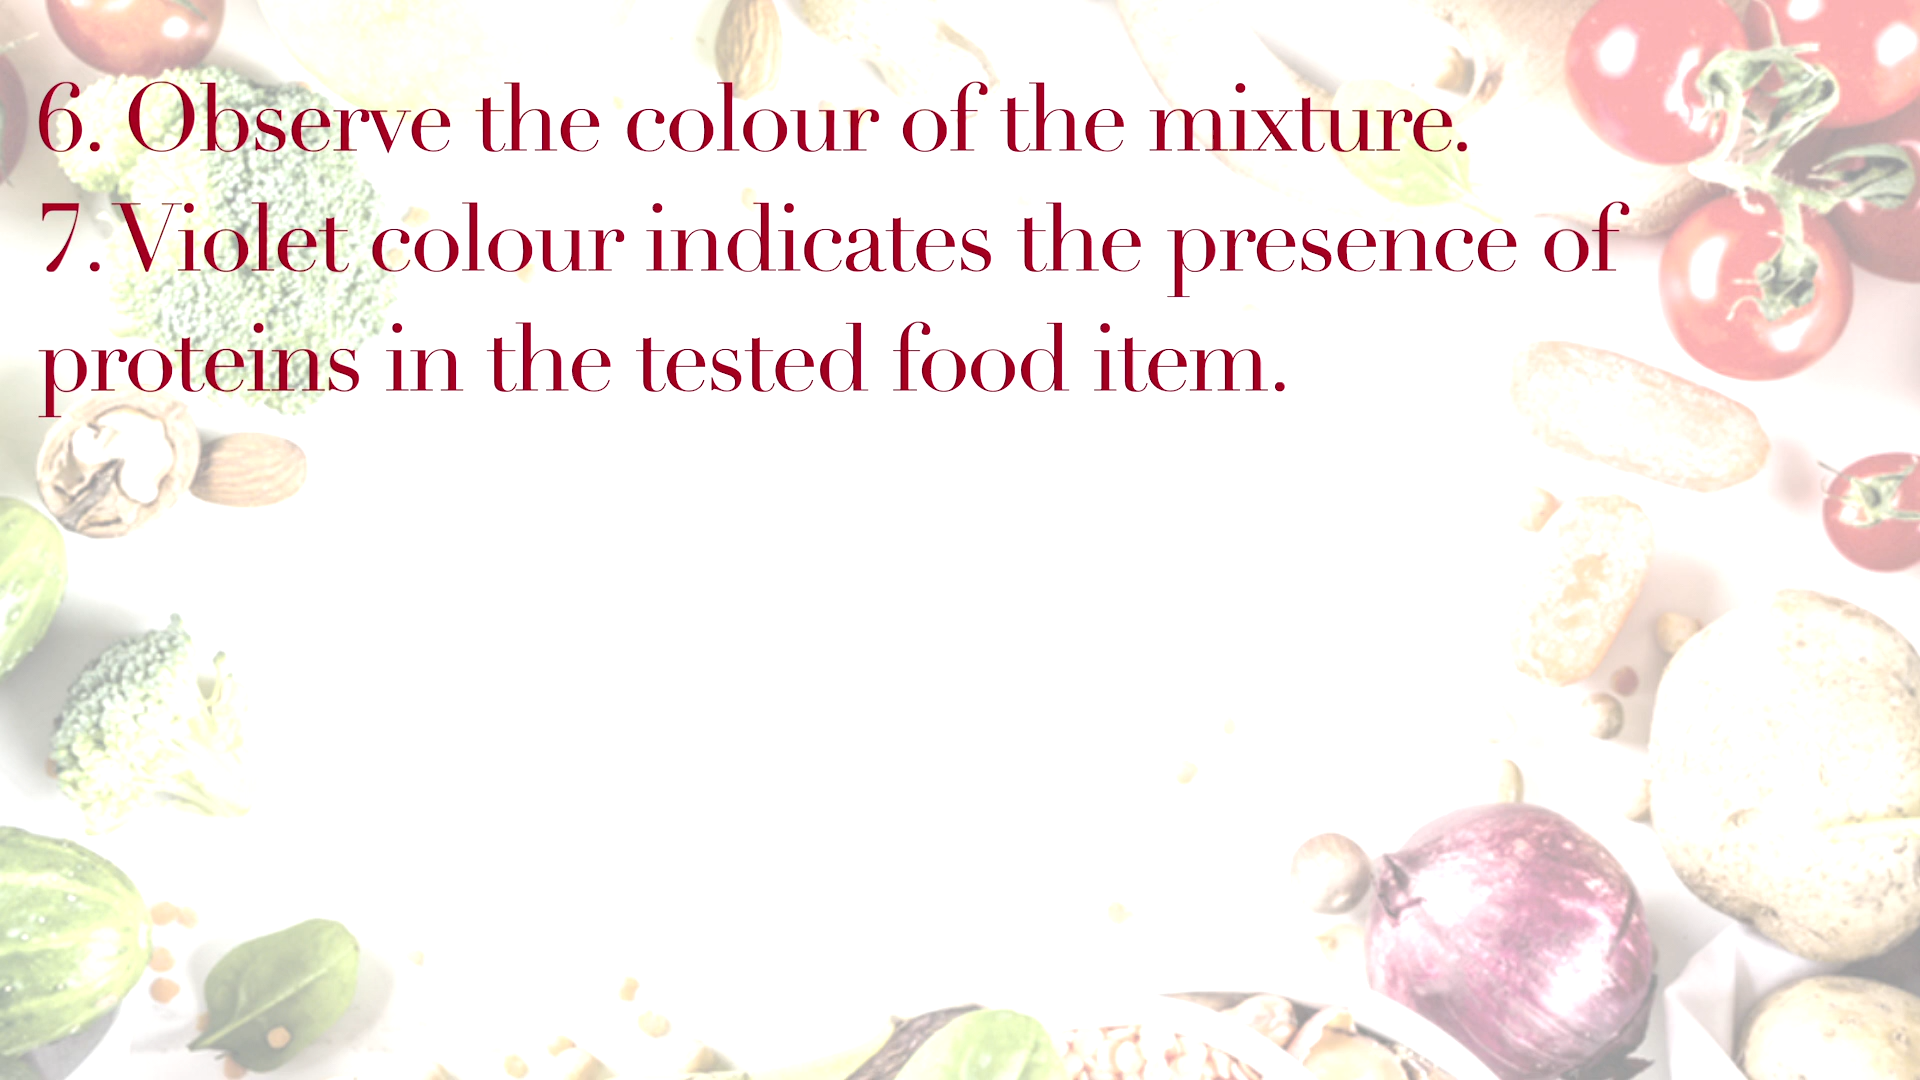 6. Observe the colour of the mixture.
7. Violet colour indicates the presence of
proteins in the tested food item.